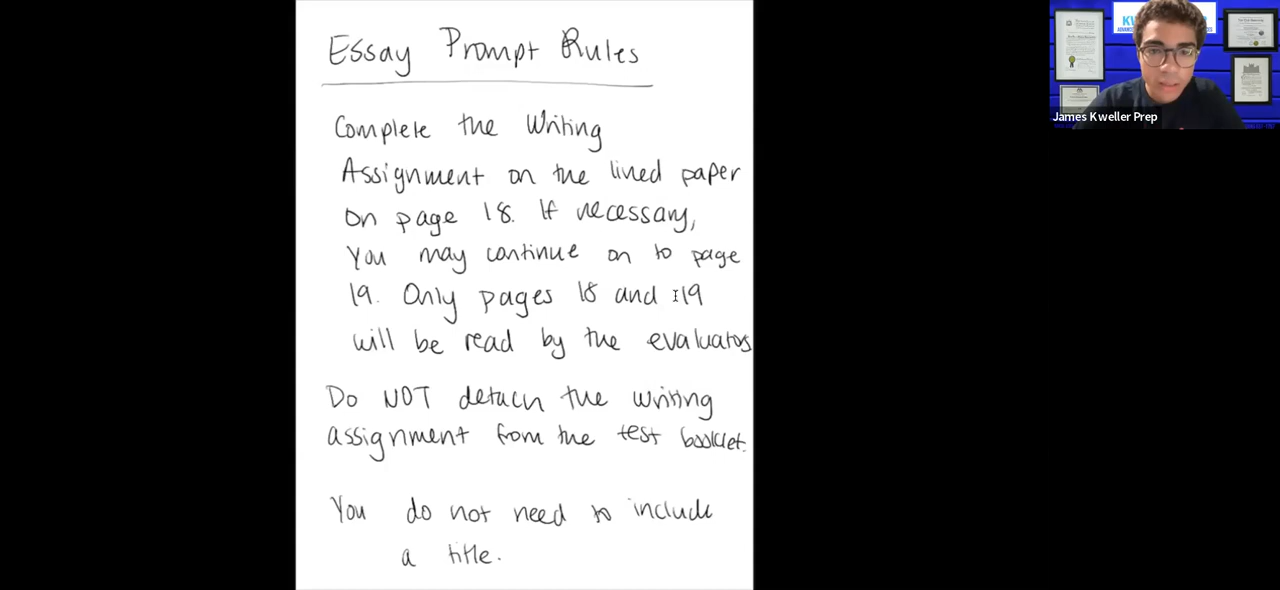 Essay Prompt Rules
Complete the Writing
Assignment on the lined paper
on page 18. If necessary,
You may continue on to page
19. Only pages 18 and 19
will be read by the evaluators
Do NOT detach the writing
assignment from the test booklet.
You do not need to include
a title.
James Kweller Prep